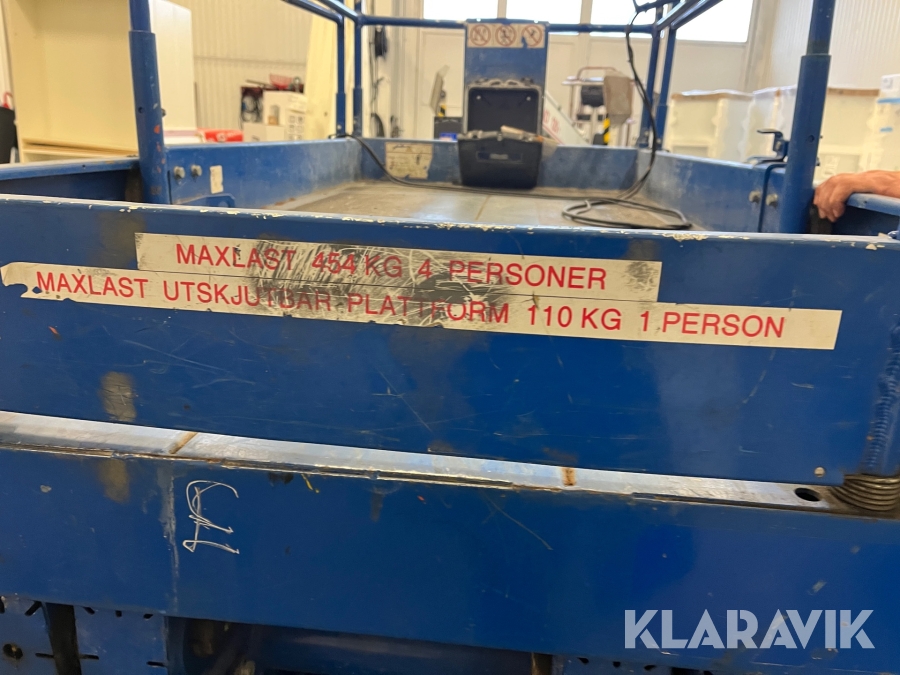 MAXLAST 454 KG 4 PERSONER
MAXLAST UTSKJUTBAR PLATTFORM 110 KG 1 PERSON
KLARAVIK